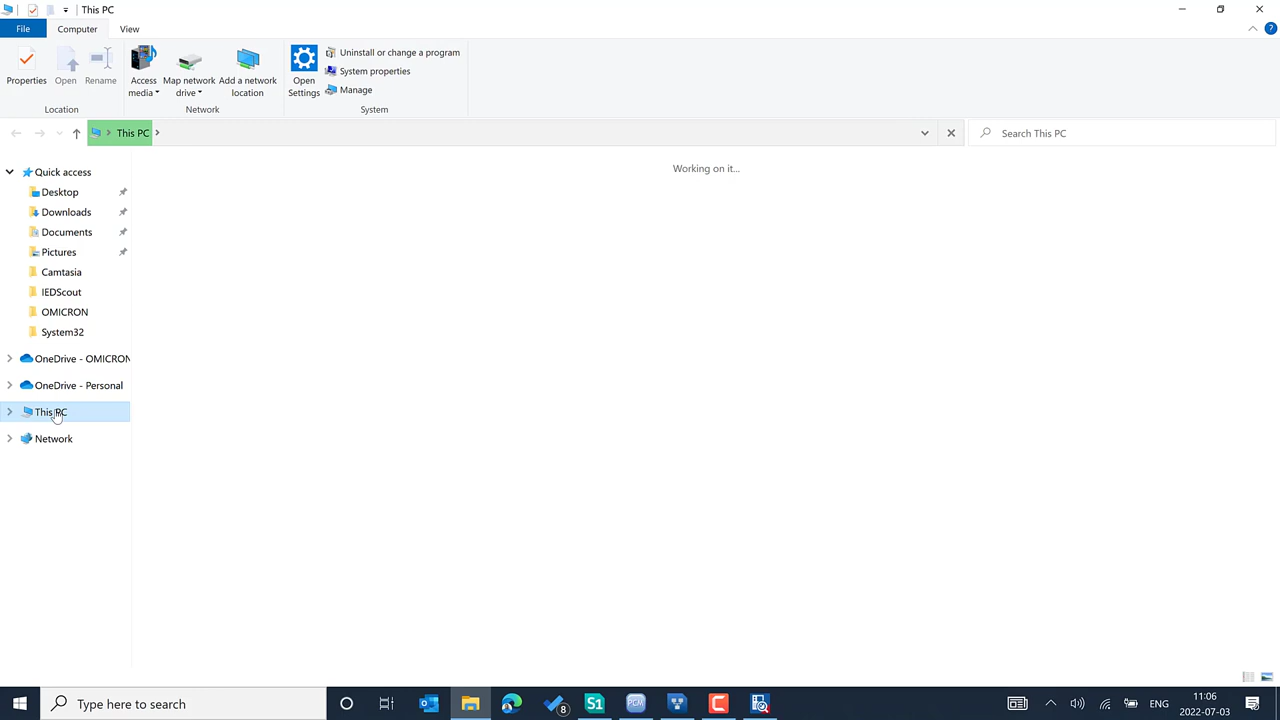 This PC
File Computer View
Properties Open Rename Access media Map network drive Add a network location Open Settings Uninstall or change a program
System properties
Manage
Location Network System
This PC Search This PC
Working on it...
Quick access
Desktop
Downloads
Documents
Pictures
Camtasia
IEDScout
OMICRON
System32
OneDrive - OMICRON
OneDrive - Personal
This PC
Network
Type here to search 8 S1 PCM ENG 11:06
2022-07-03